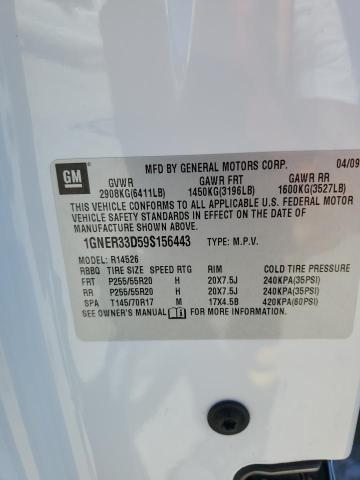 MFD BY GENERAL MOTORS CORP. 04/09
GM
GVWR GAWR FRT GAWR RR
2908KG(6411LB) 1450KG(3196LB) 1600KG(3527LB)
THIS VEHICLE CONFORMS TO ALL APPLICABLE U.S. FEDERAL MOTOR
VEHICLE SAFETY STANDARDS IN EFFECT ON THE DATE
OF MANUFACTURE SHOWN ABOVE.
1GNER33D59S156443 TYPE: M.P.V.
MODEL: R14526
RBBQ TIRE SIZE SPEED RTG RIM COLD TIRE PRESSURE
FRT P255/55R20 H 20X7.5J 240KPA(35PSI)
RR P255/55R20 H 20X7.5J 240KPA(35PSI)
SPA T145/70R17 M 17X4.5B 420KPA(60PSI)
SEE OWNER'S MANUAL FOR MORE INFORMATION.